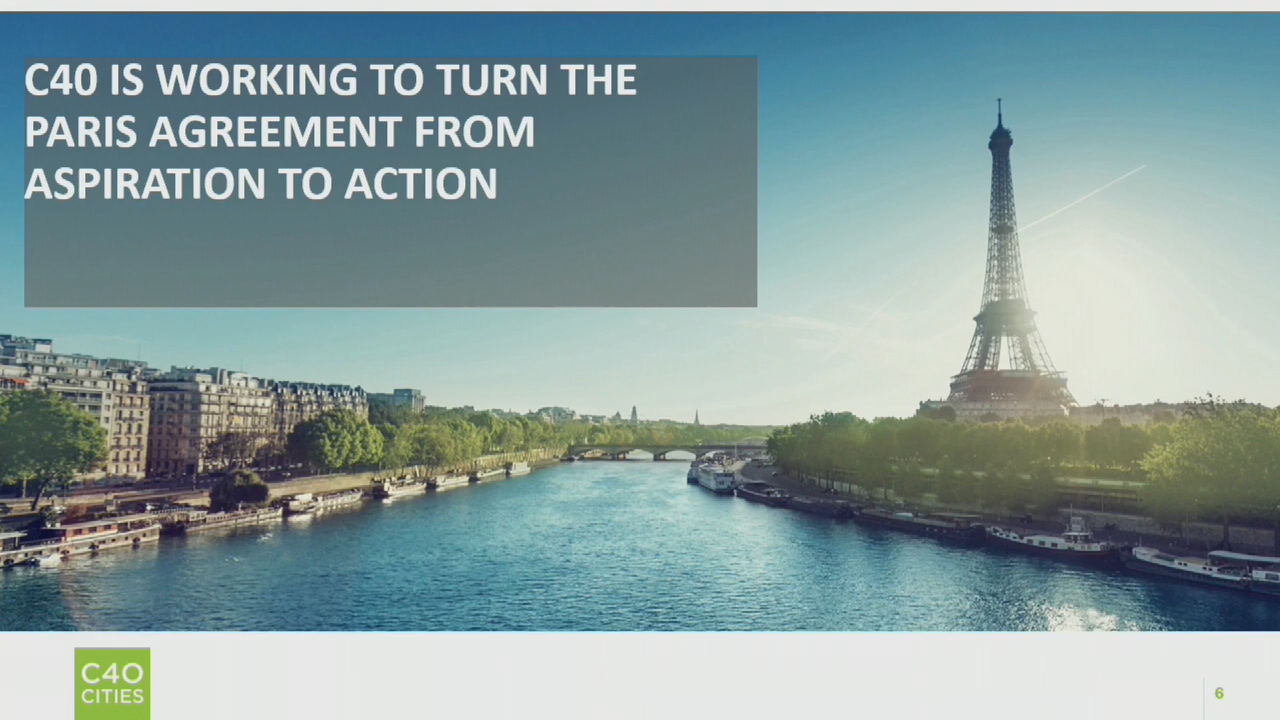 C40 IS WORKING TO TURN THE
PARIS AGREEMENT FROM
ASPIRATION TO ACTION
C40
CITIES
6